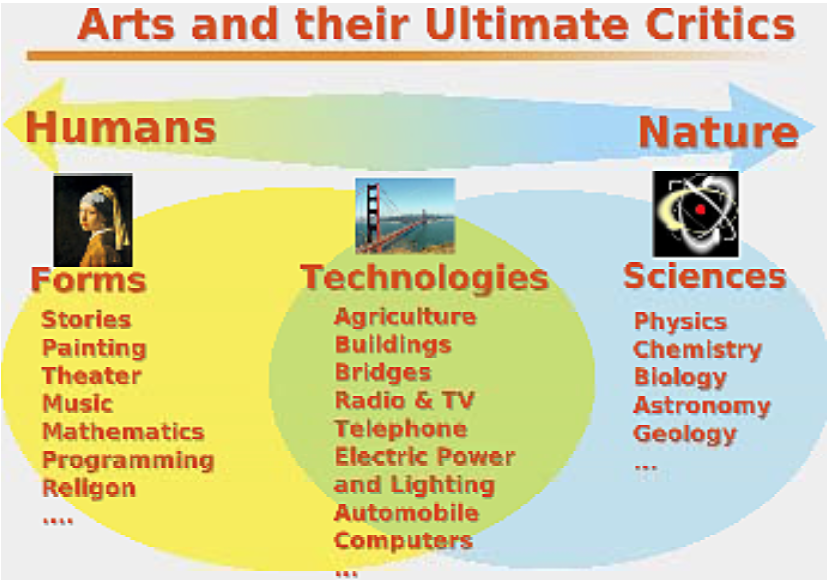 Arts and their Ultimate Critics
Humans
Nature
Forms
Stories
Painting
Theater
Music
Mathematics
Programming
Religon
....
Technologies
Agriculture
Buildings
Bridges
Radio & TV
Telephone
Electric Power
and Lighting
Automobile
Computers
...
Sciences
Physics
Chemistry
Biology
Astronomy
Geology
...